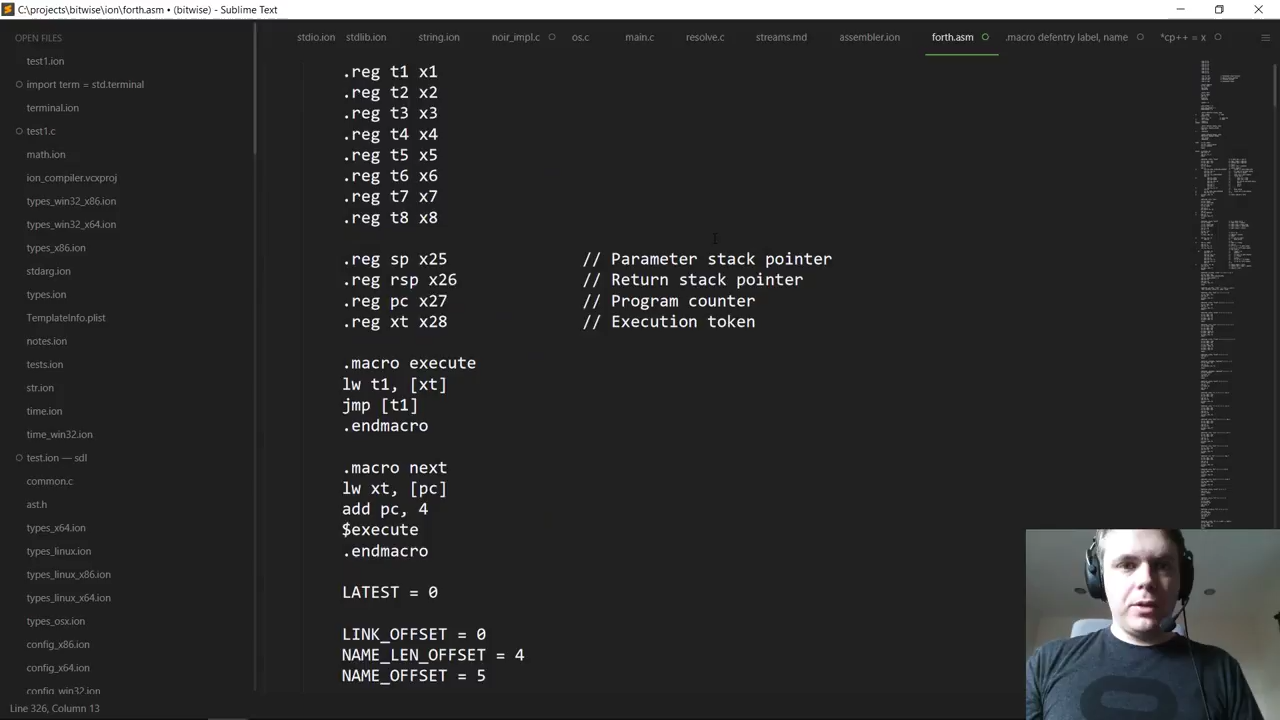 C:\projects\bitwise\ion\forth.asm • (bitwise) - Sublime Text
OPEN FILES
stdio.ion
stdlib.ion
string.ion
noir_impl.c
os.c
main.c
resolve.c
streams.md
assembler.ion
forth.asm
.macro defentry label, name
*cp++ = x
test1.ion
import term = std.terminal
terminal.ion
test1.c
math.ion
ion_compiler.vcxproj
types_win32_x86.ion
types_win32_x64.ion
types_x86.ion
stdarg.ion
types.ion
TemplateInfo.plist
notes.ion
tests.ion
str.ion
time.ion
time_win32.ion
test.ion — sdl
common.c
ast.h
types_x64.ion
types_linux.ion
types_linux_x86.ion
types_linux_x64.ion
types_osx.ion
config_x86.ion
config_x64.ion
config_win32.ion
.reg t1 x1
.reg t2 x2
.reg t3 x3
.reg t4 x4
.reg t5 x5
.reg t6 x6
.reg t7 x7
.reg t8 x8
.reg sp x25 // Parameter stack pointer
.reg rsp x26 // Return stack pointer
.reg pc x27 // Program counter
.reg xt x28 // Execution token
.macro execute
lw t1, [xt]
jmp [t1]
.endmacro
.macro next
lw xt, [pc]
add pc, 4
$execute
.endmacro
LATEST = 0
LINK_OFFSET = 0
NAME_LEN_OFFSET = 4
NAME_OFFSET = 5
Line 326, Column 13